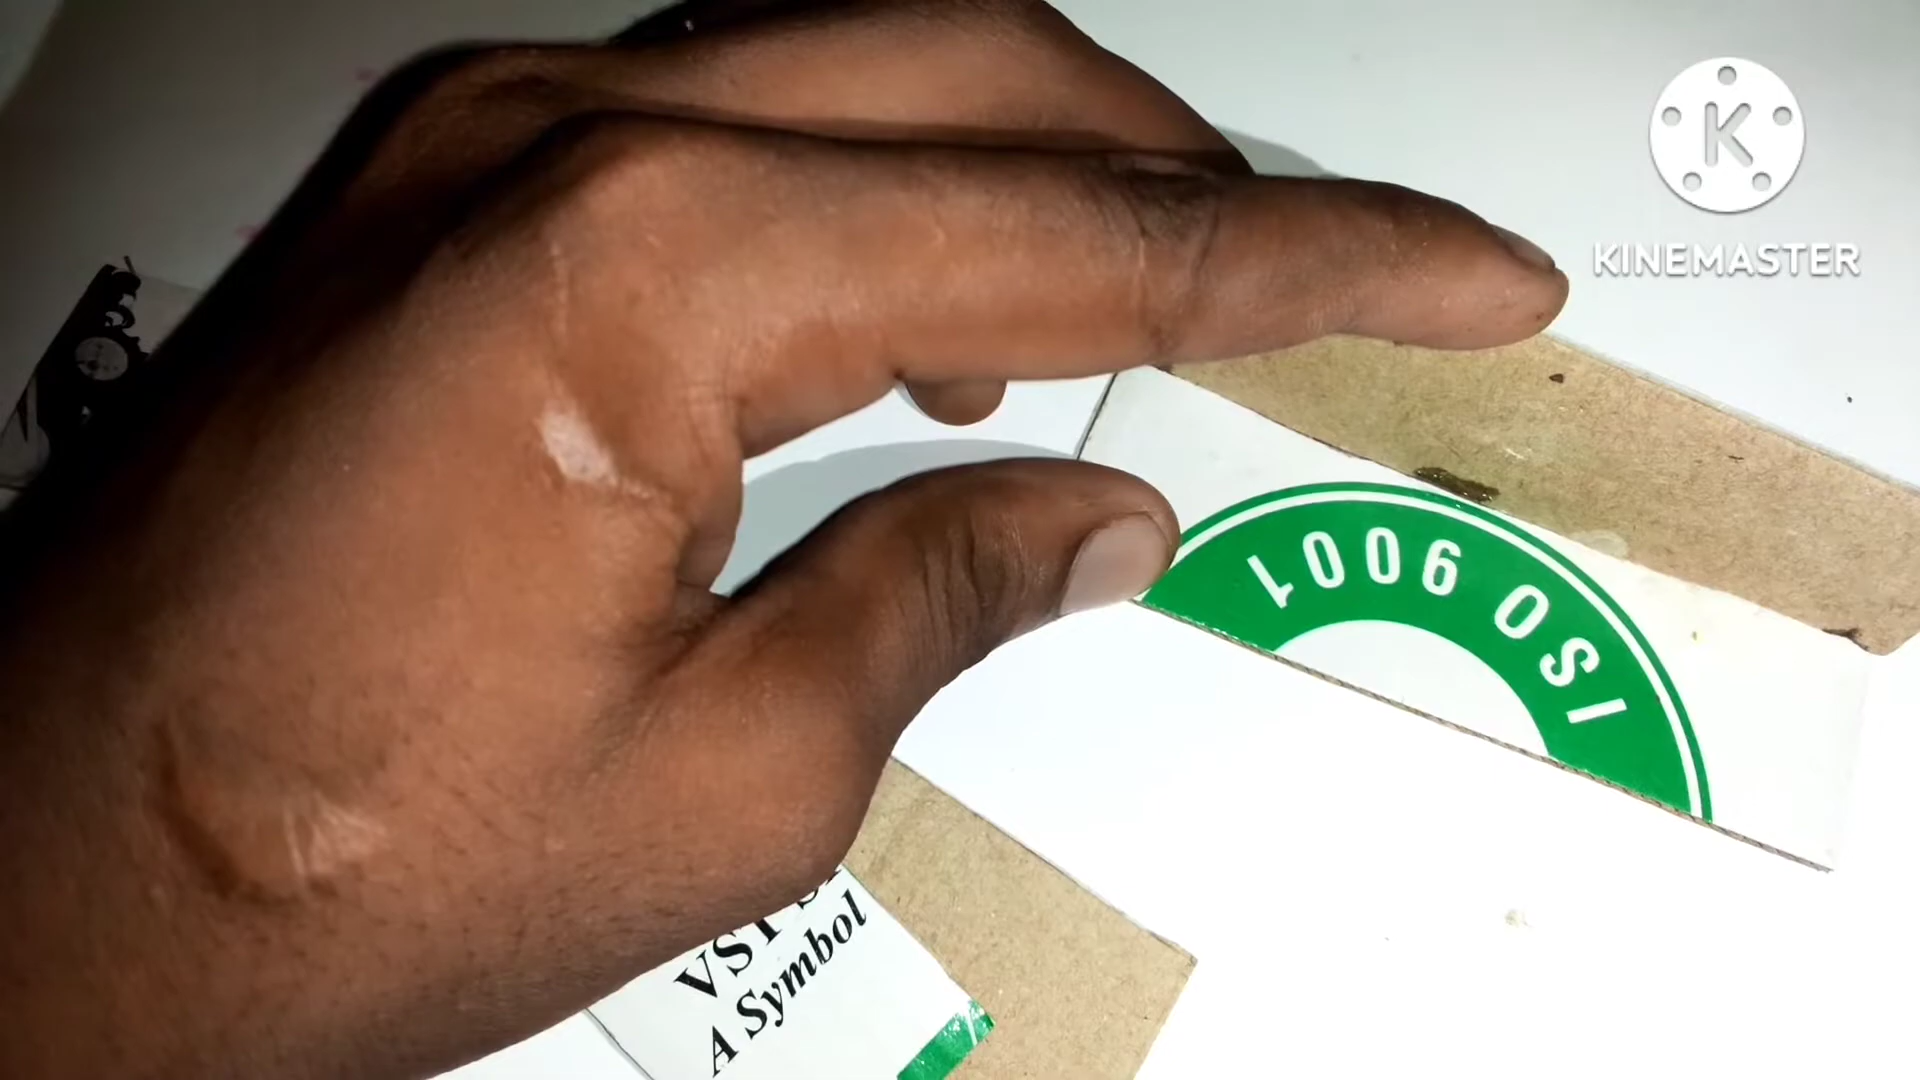 K
KINEMASTER
ISO 9001
VST
A Symbol